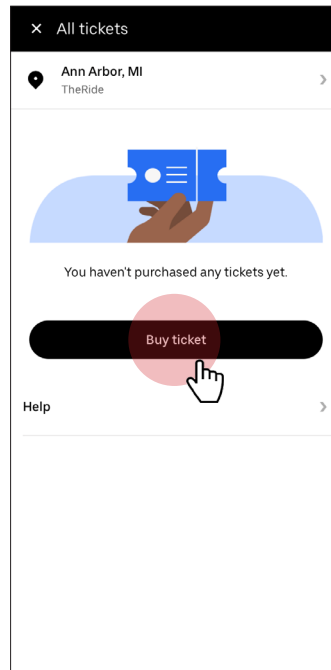 All tickets
Ann Arbor, MI
TheRide
You haven't purchased any tickets yet.
Buy ticket
Help